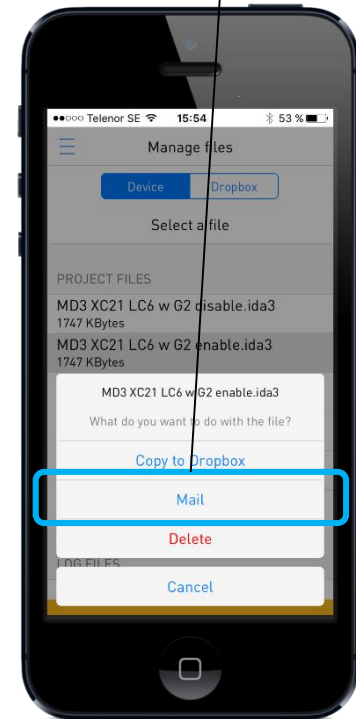 Telenor SE 15:54 53 %
Manage files
Device Dropbox
Select a file
PROJECT FILES
MD3 XC21 LC6 w G2 disable.ida3
1747 KBytes
MD3 XC21 LC6 w G2 enable.ida3
1747 KBytes
MD3 XC21 LC6 w G2 enable.ida3
What do you want to do with the file?
Copy to Dropbox
Mail
Delete
LOG FILES
Cancel